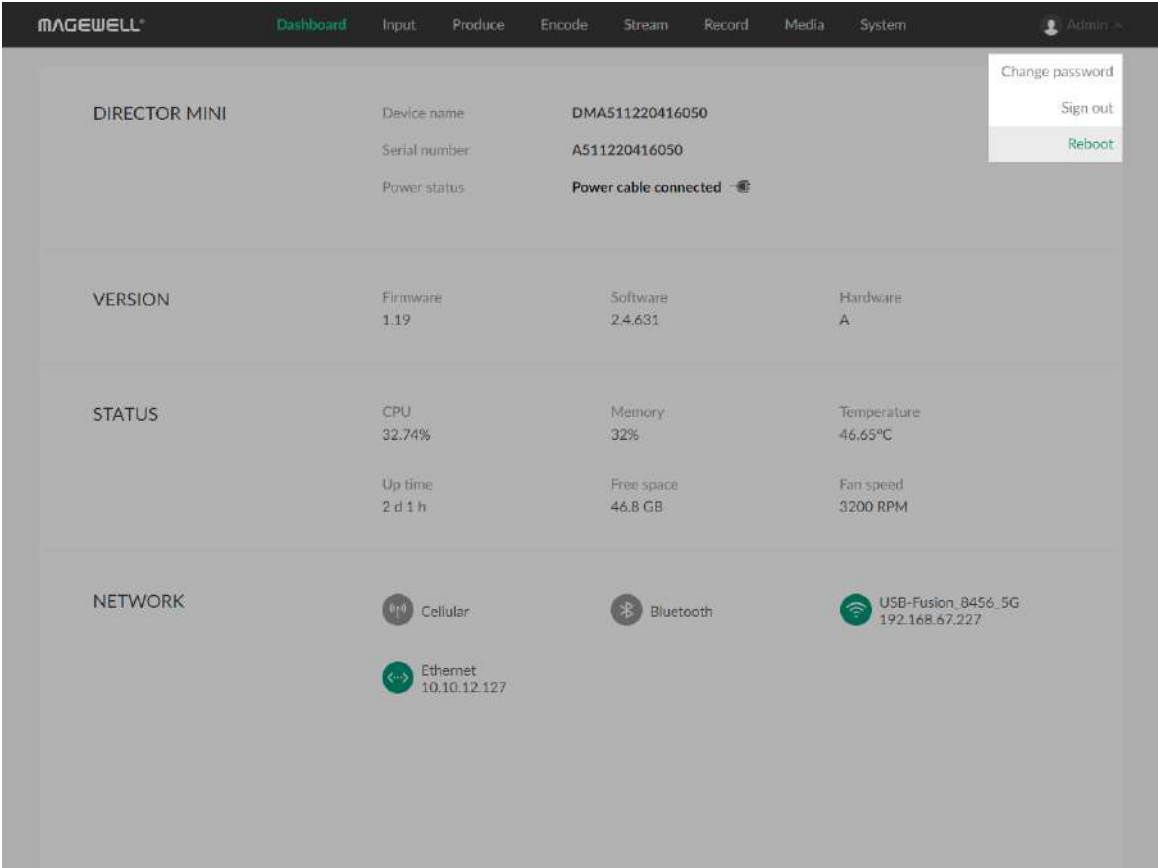 MAGEWELL® Dashboard Input Produce Encode Stream Record Media System Admin
Change password
Sign out
Reboot
DIRECTOR MINI
Device name DMA511220416050
Serial number A511220416050
Power status Power cable connected
VERSION
Firmware Software Hardware
1.19 2.4.631 A
STATUS
CPU Memory Temperature
32.74% 32% 46.65°C
Up time Free space Fan speed
2 d 1 h 46.8 GB 3200 RPM
NETWORK
Cellular Bluetooth USB-Fusion_8456_5G
192.168.67.227
Ethernet
10.10.12.127